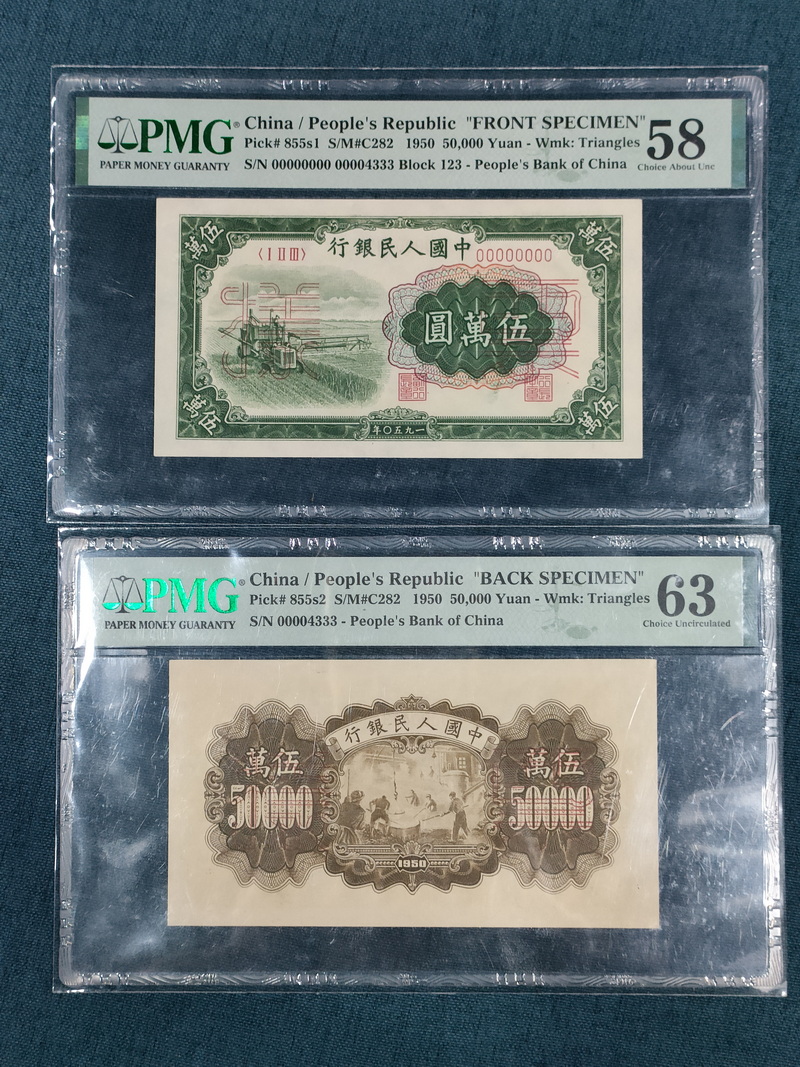 PMG® China / People's Republic "FRONT SPECIMEN" 58
PAPER MONEY GUARANTY Pick# 855s1 S/M#C282 1950 50,000 Yuan - Wmk: Triangles Choice About Unc
S/N 00000000 00004333 Block 123 - People's Bank of China
伍萬 伍萬
行銀民人國中
〈I II III〉 00000000
圓萬伍
伍萬 伍萬
年〇五九一
PMG® China / People's Republic "BACK SPECIMEN" 63
PAPER MONEY GUARANTY Pick# 855s2 S/M#C282 1950 50,000 Yuan - Wmk: Triangles Choice Uncirculated
S/N 00004333 - People's Bank of China
行銀民人國中
萬伍 萬伍
50000 50000
1950